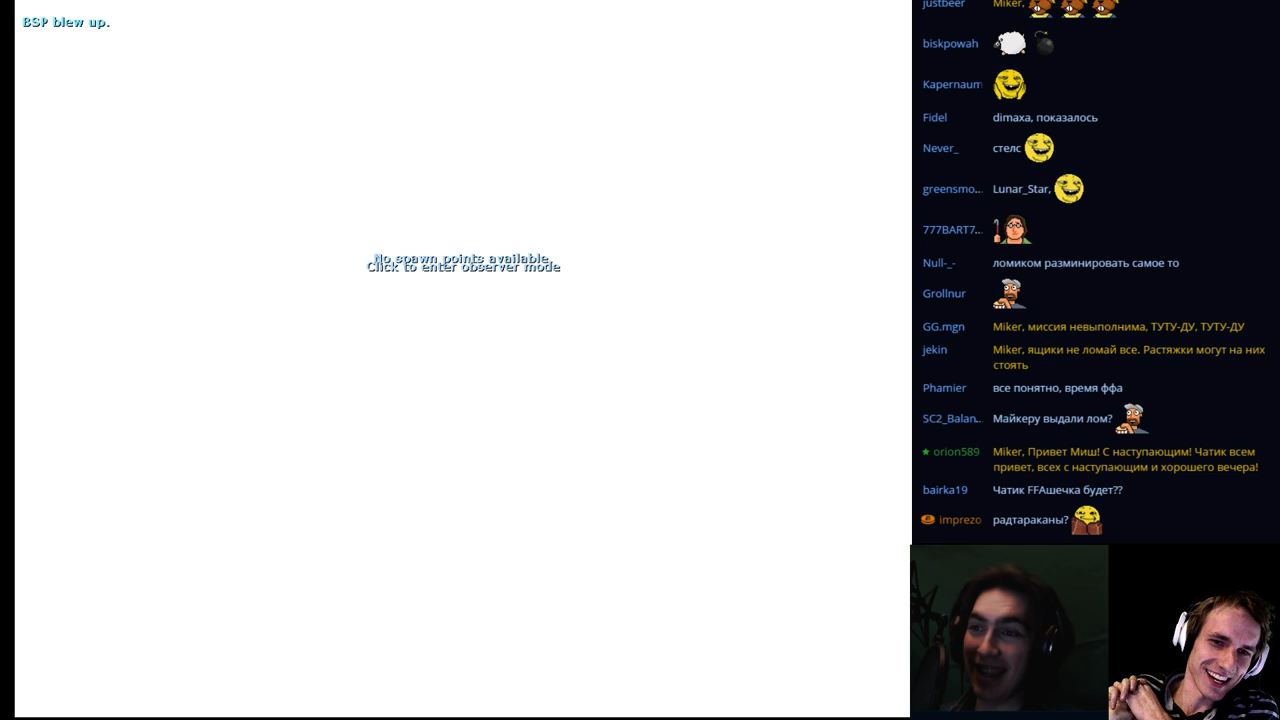 BSP blew up.
No spawn points available
Click to enter observer mode
justbeer Miker,
biskpowah
Kapernaum
Fidel dimaxa, показалось
Never_ стелс
greensmo... Lunar_Star,
777BART7...
Null-_- ломиком разминировать самое то
Grollnur
GG.mgn Miker, миссия невыполнима, ТУТУ-ДУ, ТУТУ-ДУ
jekin Miker, ящики не ломай все. Растяжки могут на них
стоять
Phamier все понятно, время ффа
SC2_Balan... Майкеру выдали лом?
orion589 Miker, Привет Миш! С наступающим! Чатик всем
привет, всех с наступающим и хорошего вечера!
bairka19 Чатик FFАшечка будет??
imprezo радтараканы?